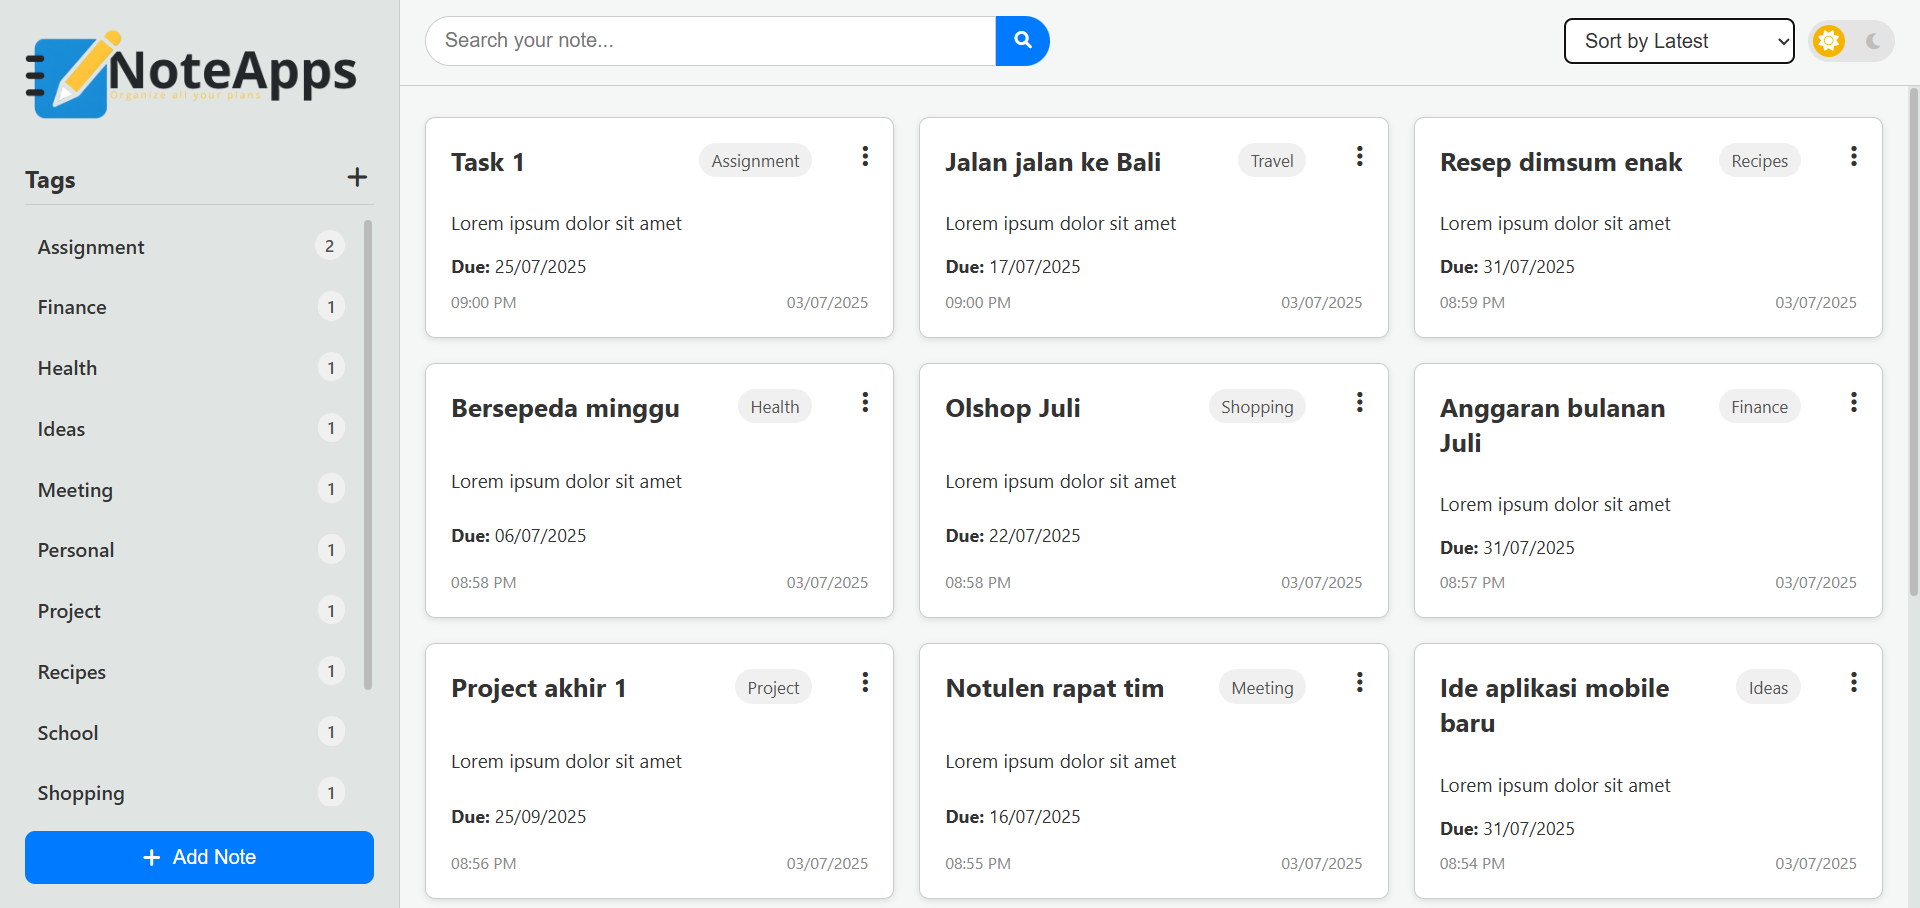 NoteApps
Organize all your plans
Tags
Assignment 2
Finance 1
Health 1
Ideas 1
Meeting 1
Personal 1
Project 1
Recipes 1
School 1
Shopping 1
Add Note
Search your note...
Sort by Latest
Task 1
Assignment
Lorem ipsum dolor sit amet
Due: 25/07/2025
09:00 PM 03/07/2025
Jalan jalan ke Bali
Travel
Lorem ipsum dolor sit amet
Due: 17/07/2025
09:00 PM 03/07/2025
Resep dimsum enak
Recipes
Lorem ipsum dolor sit amet
Due: 31/07/2025
08:59 PM 03/07/2025
Bersepeda minggu
Health
Lorem ipsum dolor sit amet
Due: 06/07/2025
08:58 PM 03/07/2025
Olshop Juli
Shopping
Lorem ipsum dolor sit amet
Due: 22/07/2025
08:58 PM 03/07/2025
Anggaran bulanan
Juli
Finance
Lorem ipsum dolor sit amet
Due: 31/07/2025
08:57 PM 03/07/2025
Project akhir 1
Project
Lorem ipsum dolor sit amet
Due: 25/09/2025
08:56 PM 03/07/2025
Notulen rapat tim
Meeting
Lorem ipsum dolor sit amet
Due: 16/07/2025
08:55 PM 03/07/2025
Ide aplikasi mobile
baru
Ideas
Lorem ipsum dolor sit amet
Due: 31/07/2025
08:54 PM 03/07/2025